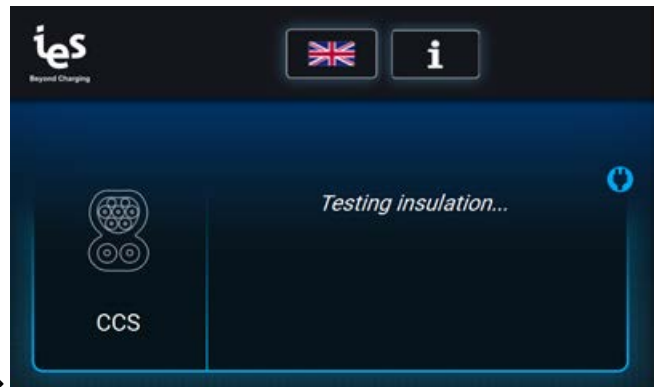 ies
Beyond Charging
i
Testing insulation...
CCS